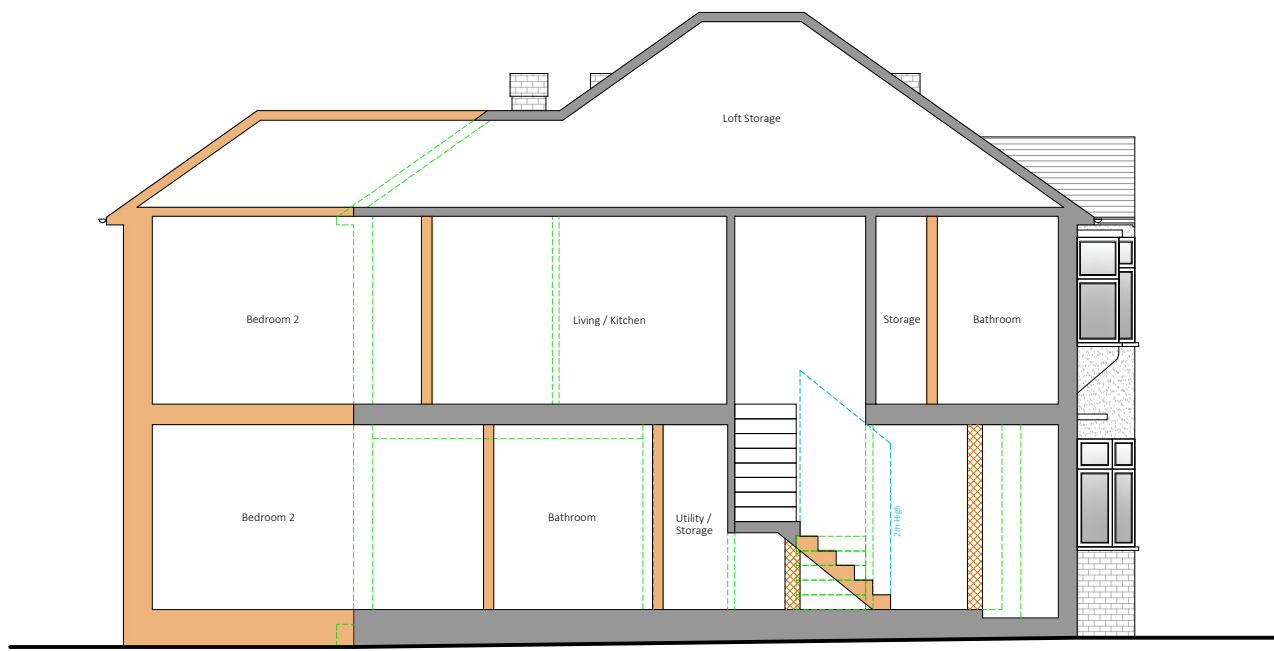 Loft Storage
Bedroom 2
Living / Kitchen
Storage
Bathroom
Bedroom 2
Bathroom
Utility /
Storage
2m High